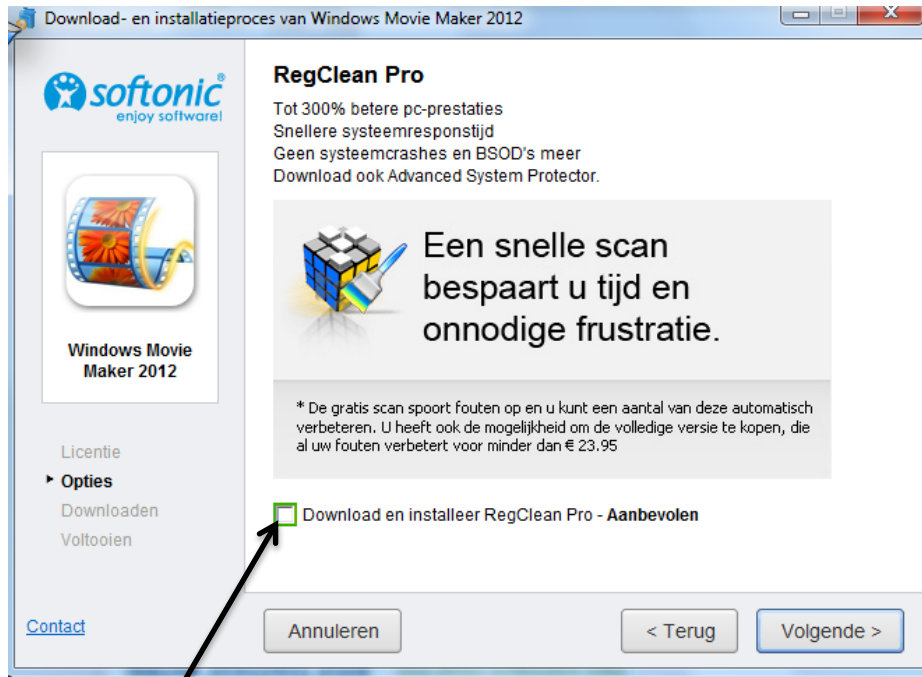 Download- en installatieproces van Windows Movie Maker 2012
softonic®
enjoy software!
Windows Movie
Maker 2012
Licentie
Opties
Downloaden
Voltooien
Contact
RegClean Pro
Tot 300% betere pc-prestaties
Snellere systeemresponstijd
Geen systeemcrashes en BSOD's meer
Download ook Advanced System Protector.
Een snelle scan
bespaart u tijd en
onnodige frustratie.
* De gratis scan spoort fouten op en u kunt een aantal van deze automatisch
verbeteren. U heeft ook de mogelijkheid om de volledige versie te kopen, die
al uw fouten verbetert voor minder dan € 23.95
Download en installeer RegClean Pro - Aanbevolen
Annuleren
< Terug
Volgende >